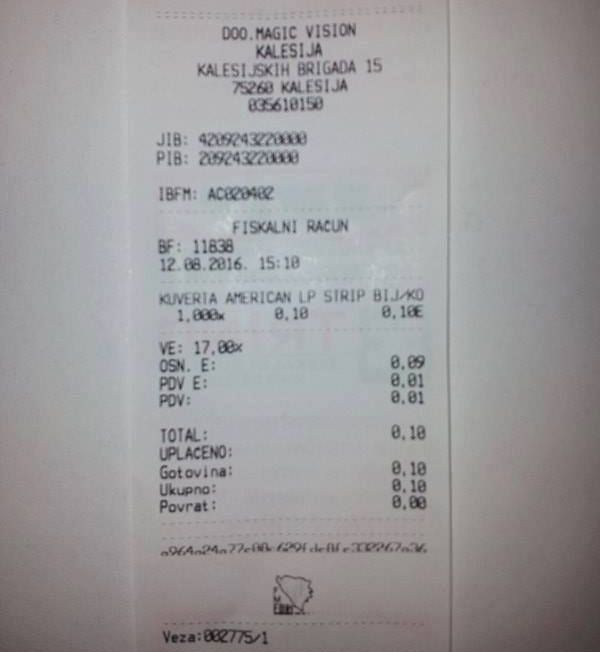 DOO.MAGIC VISION
KALESIJA
KALESIJSKIH BRIGADA 15
75260 KALESIJA
035610150
JIB: 4209243220000
PIB: 209243220000
IBFM: AC020402
FISKALNI RAČUN
BF: 11838
12.08.2016. 15:10
KUVERTA AMERICAN LP STRIP BIJ/KO
1,000x 0,10 0,10E
VE: 17,00%
OSN. E: 0,09
PDV E: 0,01
PDV: 0,01
TOTAL: 0,10
UPLAĆENO:
Gotovina: 0,10
Ukupno: 0,10
Povrat: 0,00
Veza:002775/1